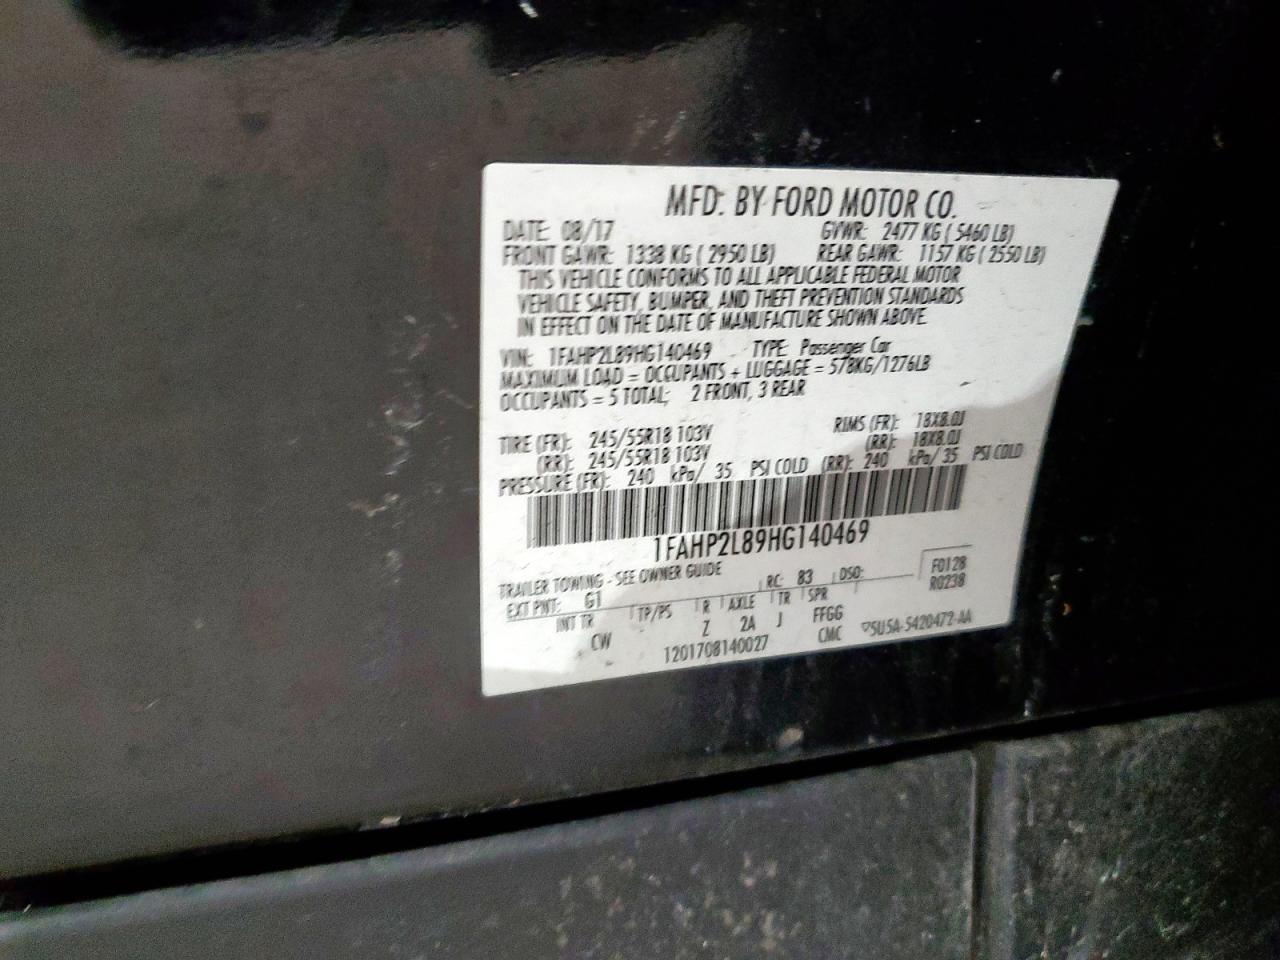 MFD. BY FORD MOTOR CO.
DATE: 08/17 GVWR: 2477 KG ( 5460 LB)
FRONT GAWR: 1338 KG ( 2950 LB) REAR GAWR: 1157 KG ( 2550 LB)
THIS VEHICLE CONFORMS TO ALL APPLICABLE FEDERAL MOTOR
VEHICLE SAFETY, BUMPER, AND THEFT PREVENTION STANDARDS
IN EFFECT ON THE DATE OF MANUFACTURE SHOWN ABOVE.
VIN: 1FAHP2L89HG140469 TYPE: Passenger Car
MAXIMUM LOAD = OCCUPANTS + LUGGAGE = 578KG/1276LB
OCCUPANTS = 5 TOTAL; 2 FRONT, 3 REAR
TIRE (FR): 245/55R18 103V RIMS (FR): 18X8.0J
(RR): 245/55R18 103V (RR): 18X8.0J
PRESSURE (FR): 240 kPa/ 35 PSI COLD (RR): 240 kPa/ 35 PSI COLD
1FAHP2L89HG140469
TRAILER TOWING - SEE OWNER GUIDE
EXT PNT: G1 RC: 83 DSO: F0128
R0238
INT TR TP/PS R AXLE TR SPR
CW Z 2A J FFGG
1201708140027 CMC ▽5U5A-5420472-AA